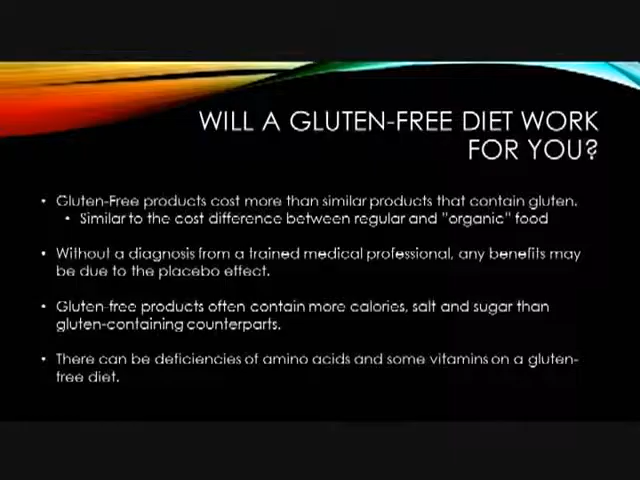 WILL A GLUTEN-FREE DIET WORK
FOR YOU?
• Gluten-Free products cost more than similar products that contain gluten.
• Similar to the cost difference between regular and "organic" food
• Without a diagnosis from a trained medical professional, any benefits may
be due to the placebo effect.
• Gluten-free products often contain more calories, salt and sugar than
gluten-containing counterparts.
• There can be deficiencies of amino acids and some vitamins on a gluten-
free diet.